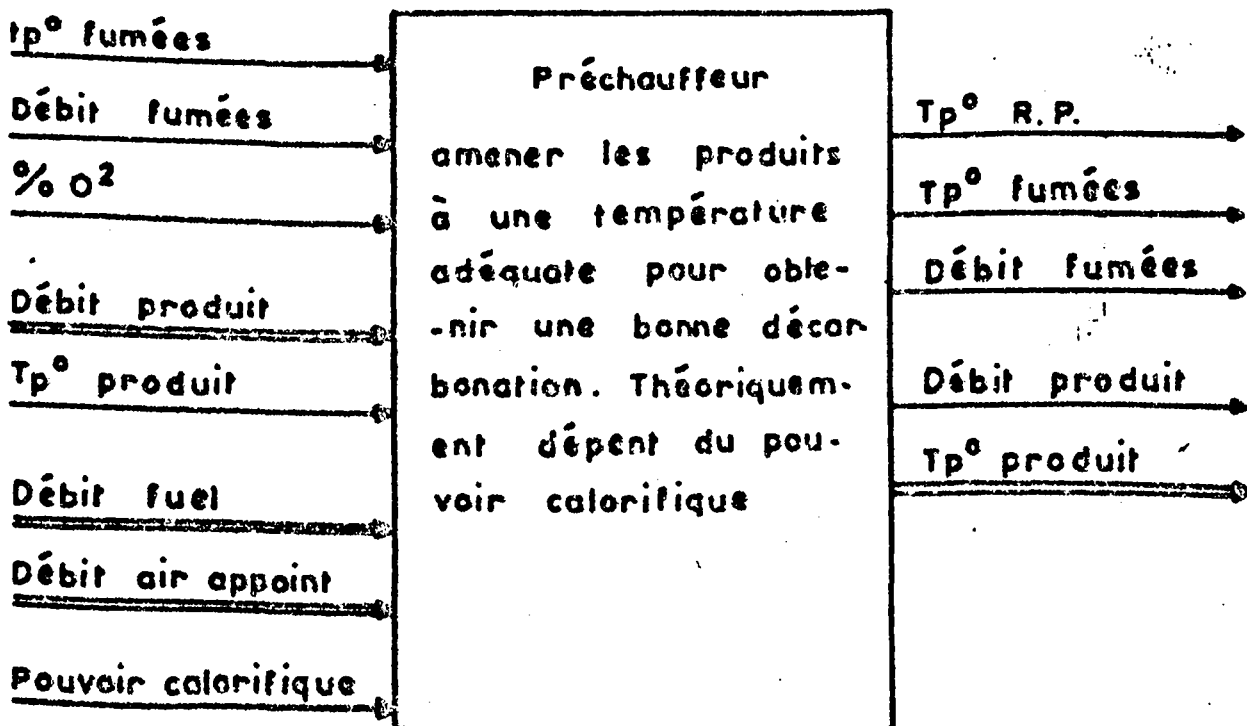 tp° fumées
Débit fumées
% O²
Débit produit
Tp° produit
Débit fuel
Débit air appoint
Pouvoir calorifique
Préchauffeur
amener les produits
à une température
adéquate pour obte-
-nir une bonne décar
bonation. Théoriquem-
ent dépent du pou-
voir calorifique
Tp° R.P.
Tp° fumées
Débit fumées
Débit produit
Tp° produit